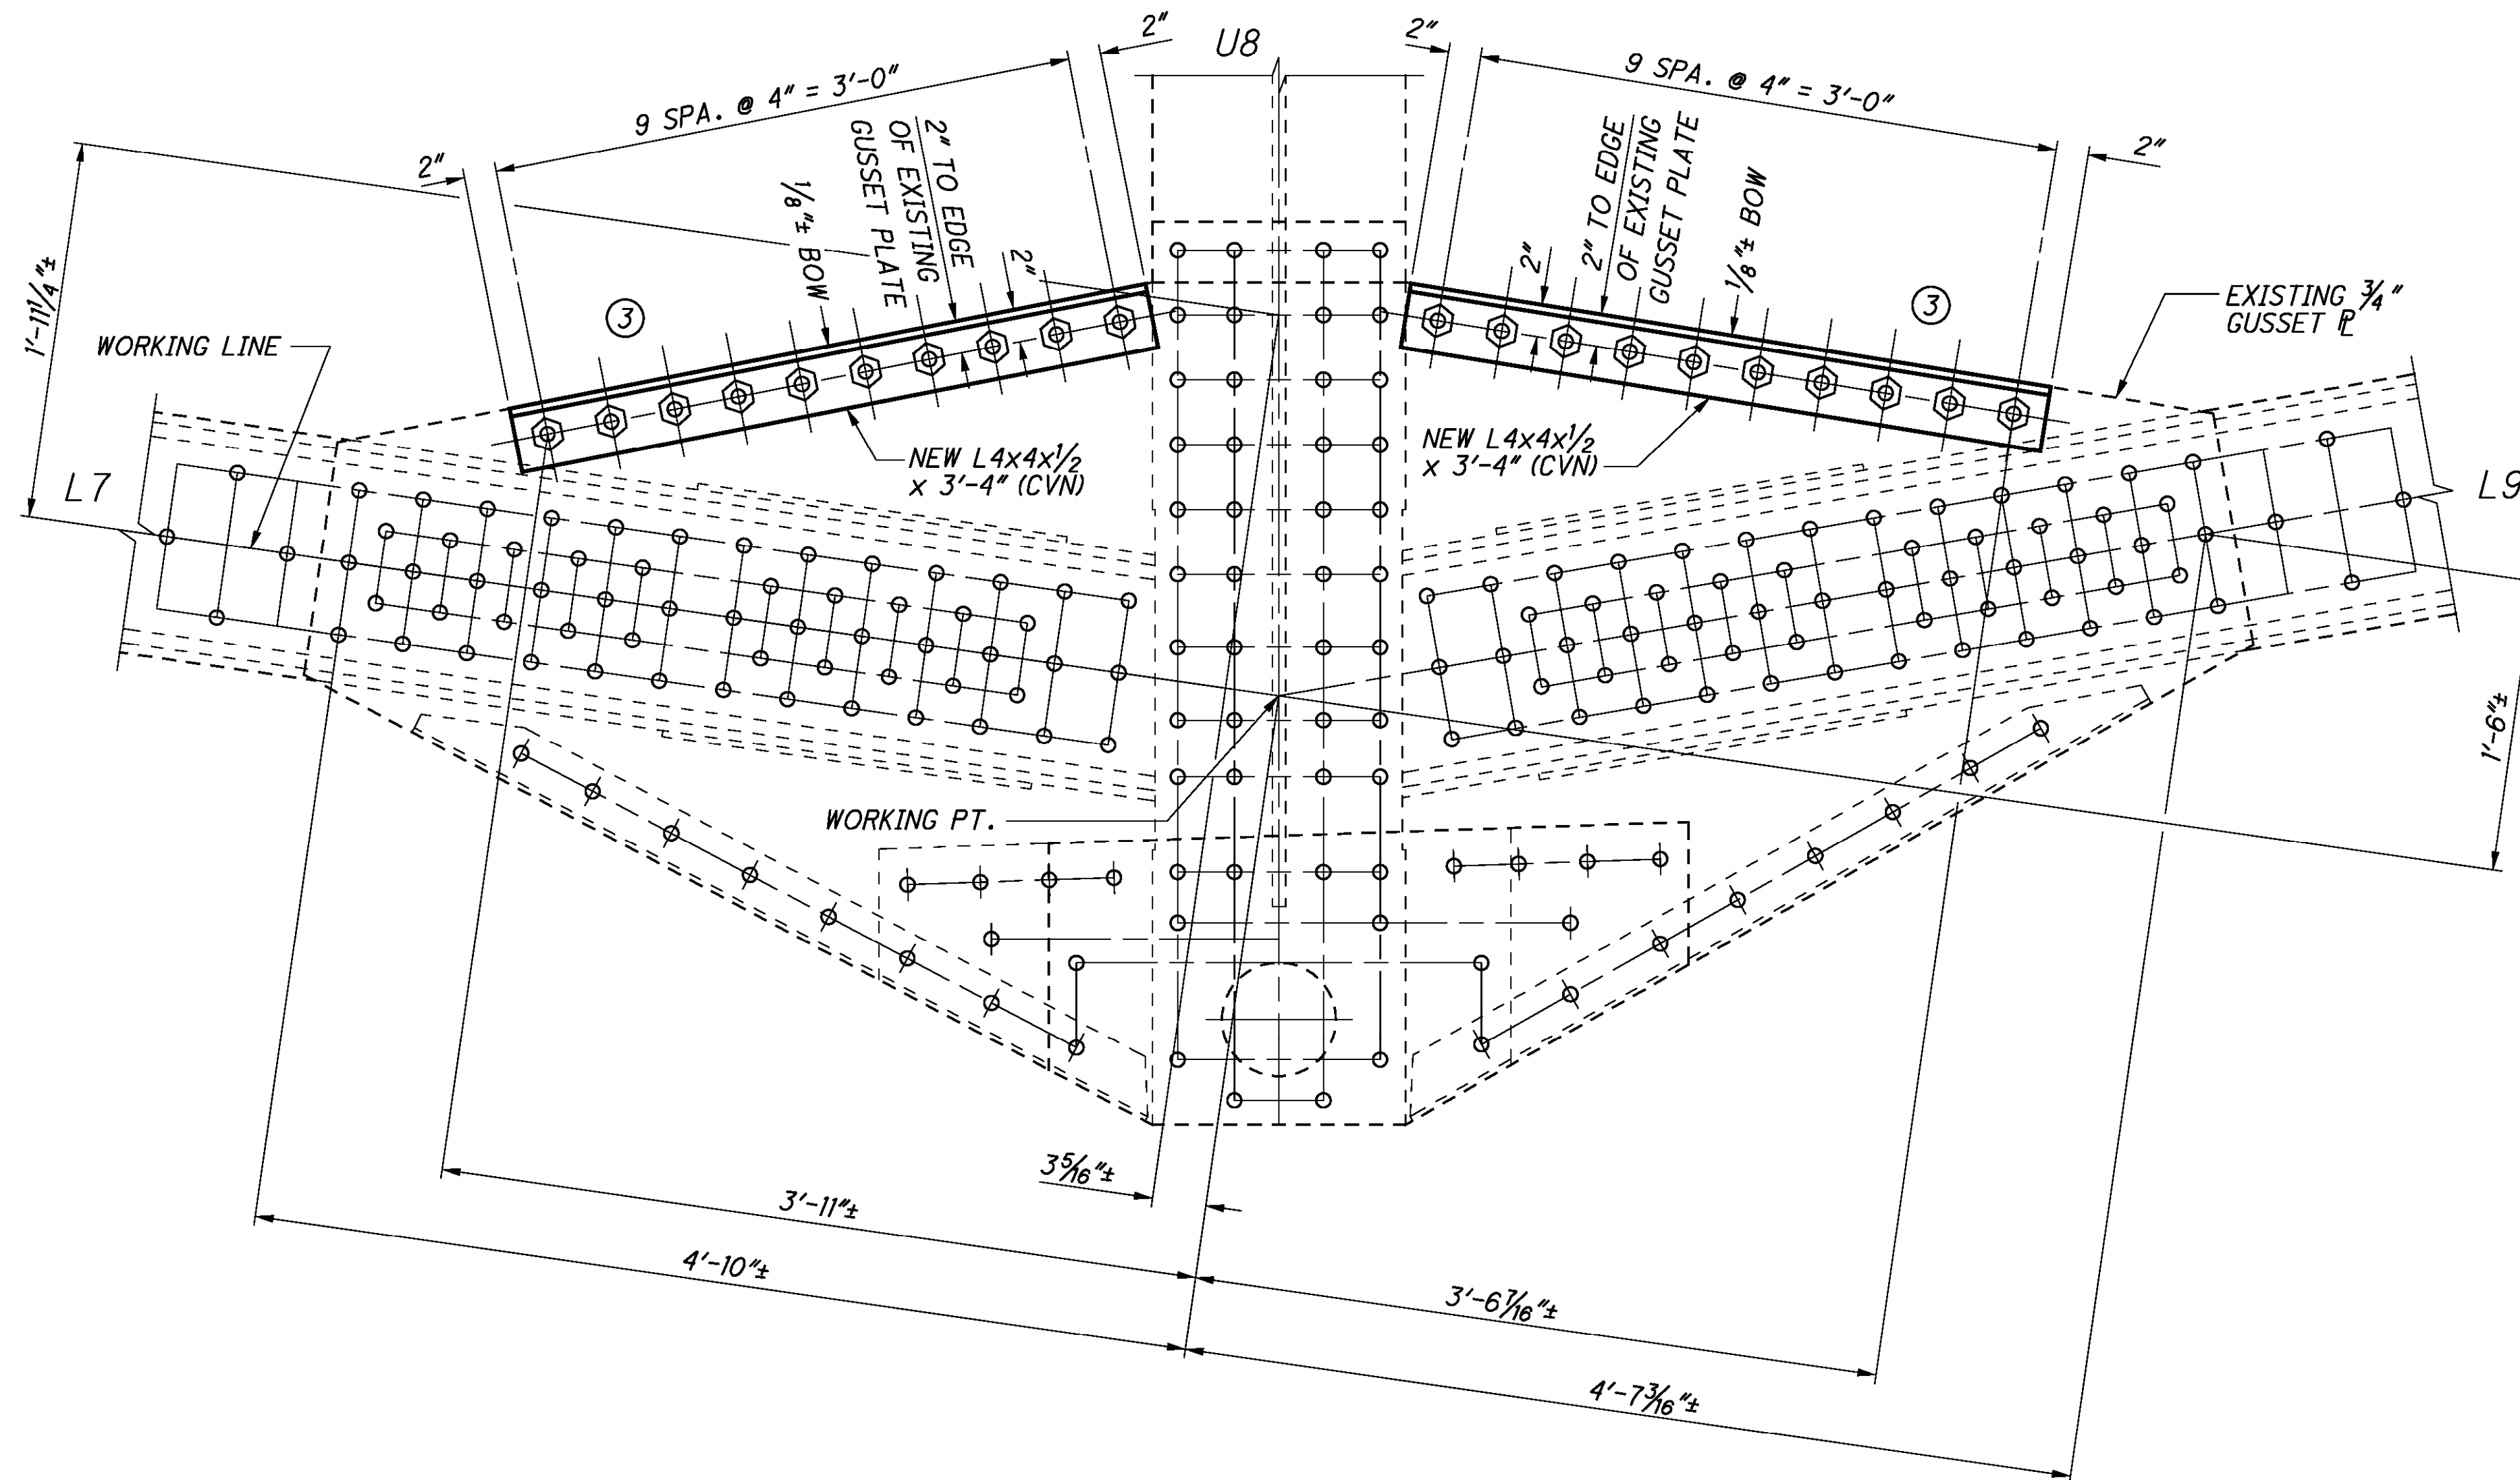 U8
2"
2"
9 SPA. @ 4" = 3'-0"
9 SPA. @ 4" = 3'-0"
2"
2"
2" TO EDGE
OF EXISTING
GUSSET PLATE
1/8"± BOW
2"
2"
2" TO EDGE
OF EXISTING
GUSSET PLATE
1/8"± BOW
1'-11 1/4"±
3
3
EXISTING 3/4"
GUSSET ℄
WORKING LINE
NEW L4x4x1/2
x 3'-4" (CVN)
NEW L4x4x1/2
x 3'-4" (CVN)
L7
L9
1'-6"±
WORKING PT.
3 5/16"±
3'-11"±
4'-10"±
3'-6 7/16"±
4'-7 3/16"±